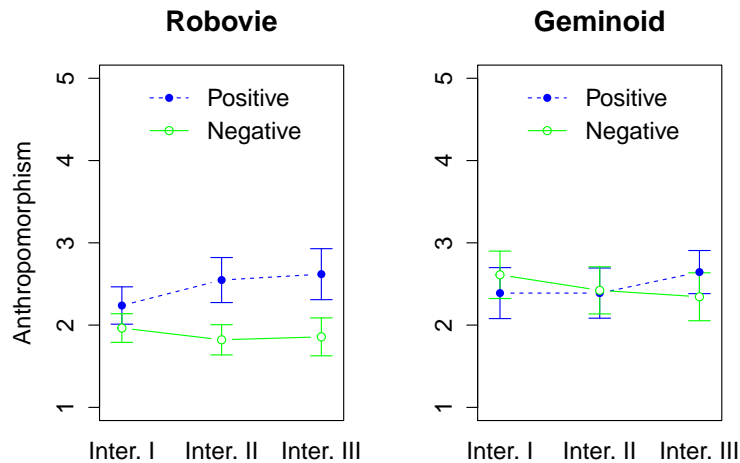 Robovie
Geminoid
Anthropomorphism
5
4
3
2
1
Positive
Negative
Inter. I Inter. II Inter. III
5
4
3
2
1
Positive
Negative
Inter. I Inter. II Inter. III